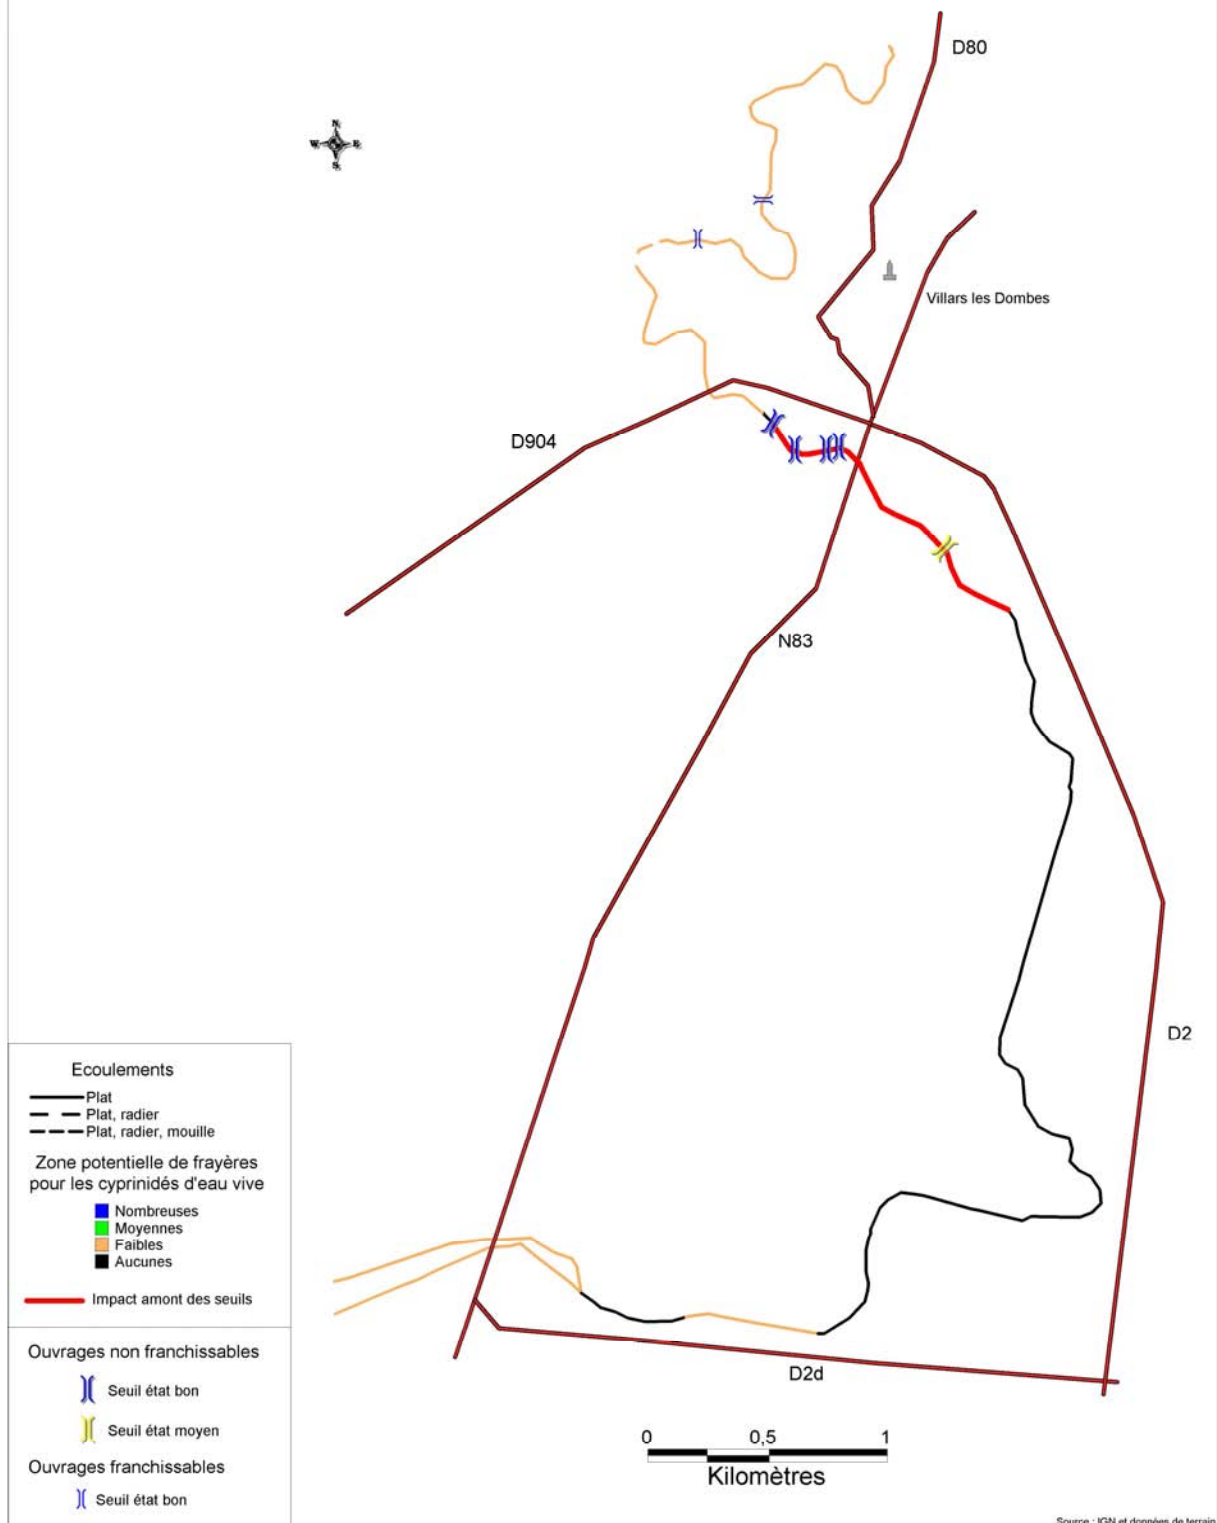 D80
N
W E
S
Villars les Dombes
D904
N83
D2
Ecoulements
Plat
Plat, radier
Plat, radier, mouille
Zone potentielle de frayères
pour les cyprinidés d'eau vive
Nombreuses
Moyennes
Faibles
Aucunes
Impact amont des seuils
Ouvrages non franchissables
Seuil état bon
Seuil état moyen
Ouvrages franchissables
Seuil état bon
D2d
0 0,5 1
Kilomètres
Source : IGN et données de terrain